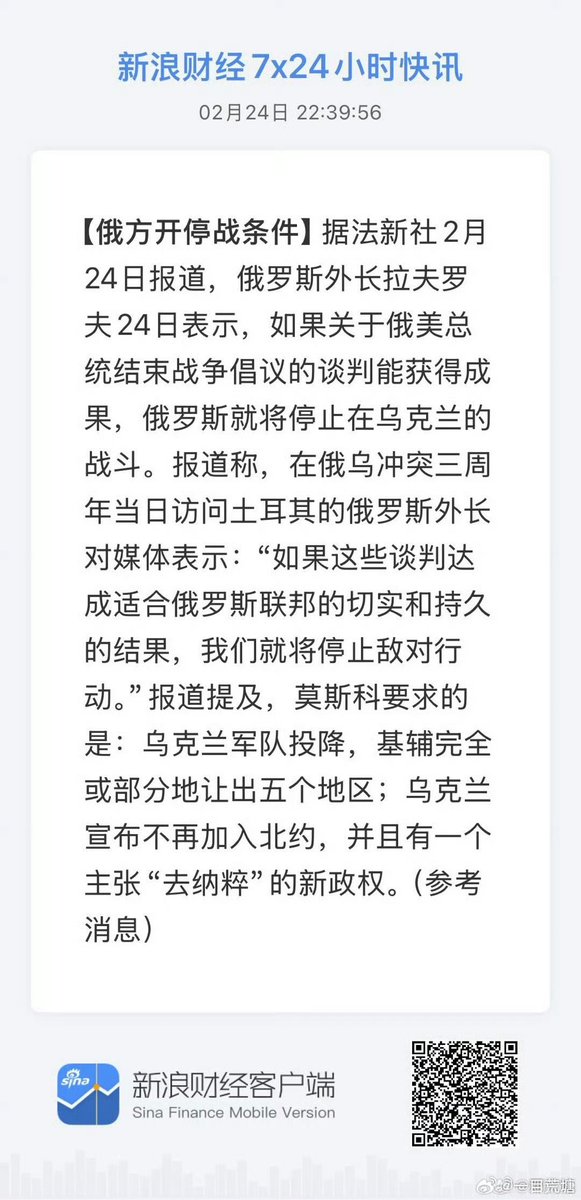 新浪财经7x24小时快讯
02月24日 22:39:56
【俄方开停战条件】据法新社2月
24日报道，俄罗斯外长拉夫罗
夫24日表示，如果关于俄美总
统结束战争倡议的谈判能获得成
果，俄罗斯就将停止在乌克兰的
战斗。报道称，在俄乌冲突三周
年当日访问土耳其的俄罗斯外长
对媒体表示：“如果这些谈判达
成适合俄罗斯联邦的切实和持久
的结果，我们就将停止敌对行
动。”报道提及，莫斯科要求的
是：乌克兰军队投降，基辅完全
或部分地让出五个地区；乌克兰
宣布不再加入北约，并且有一个
主张“去纳粹”的新政权。（参考
消息）
sina
新浪财经客户端
Sina Finance Mobile Version